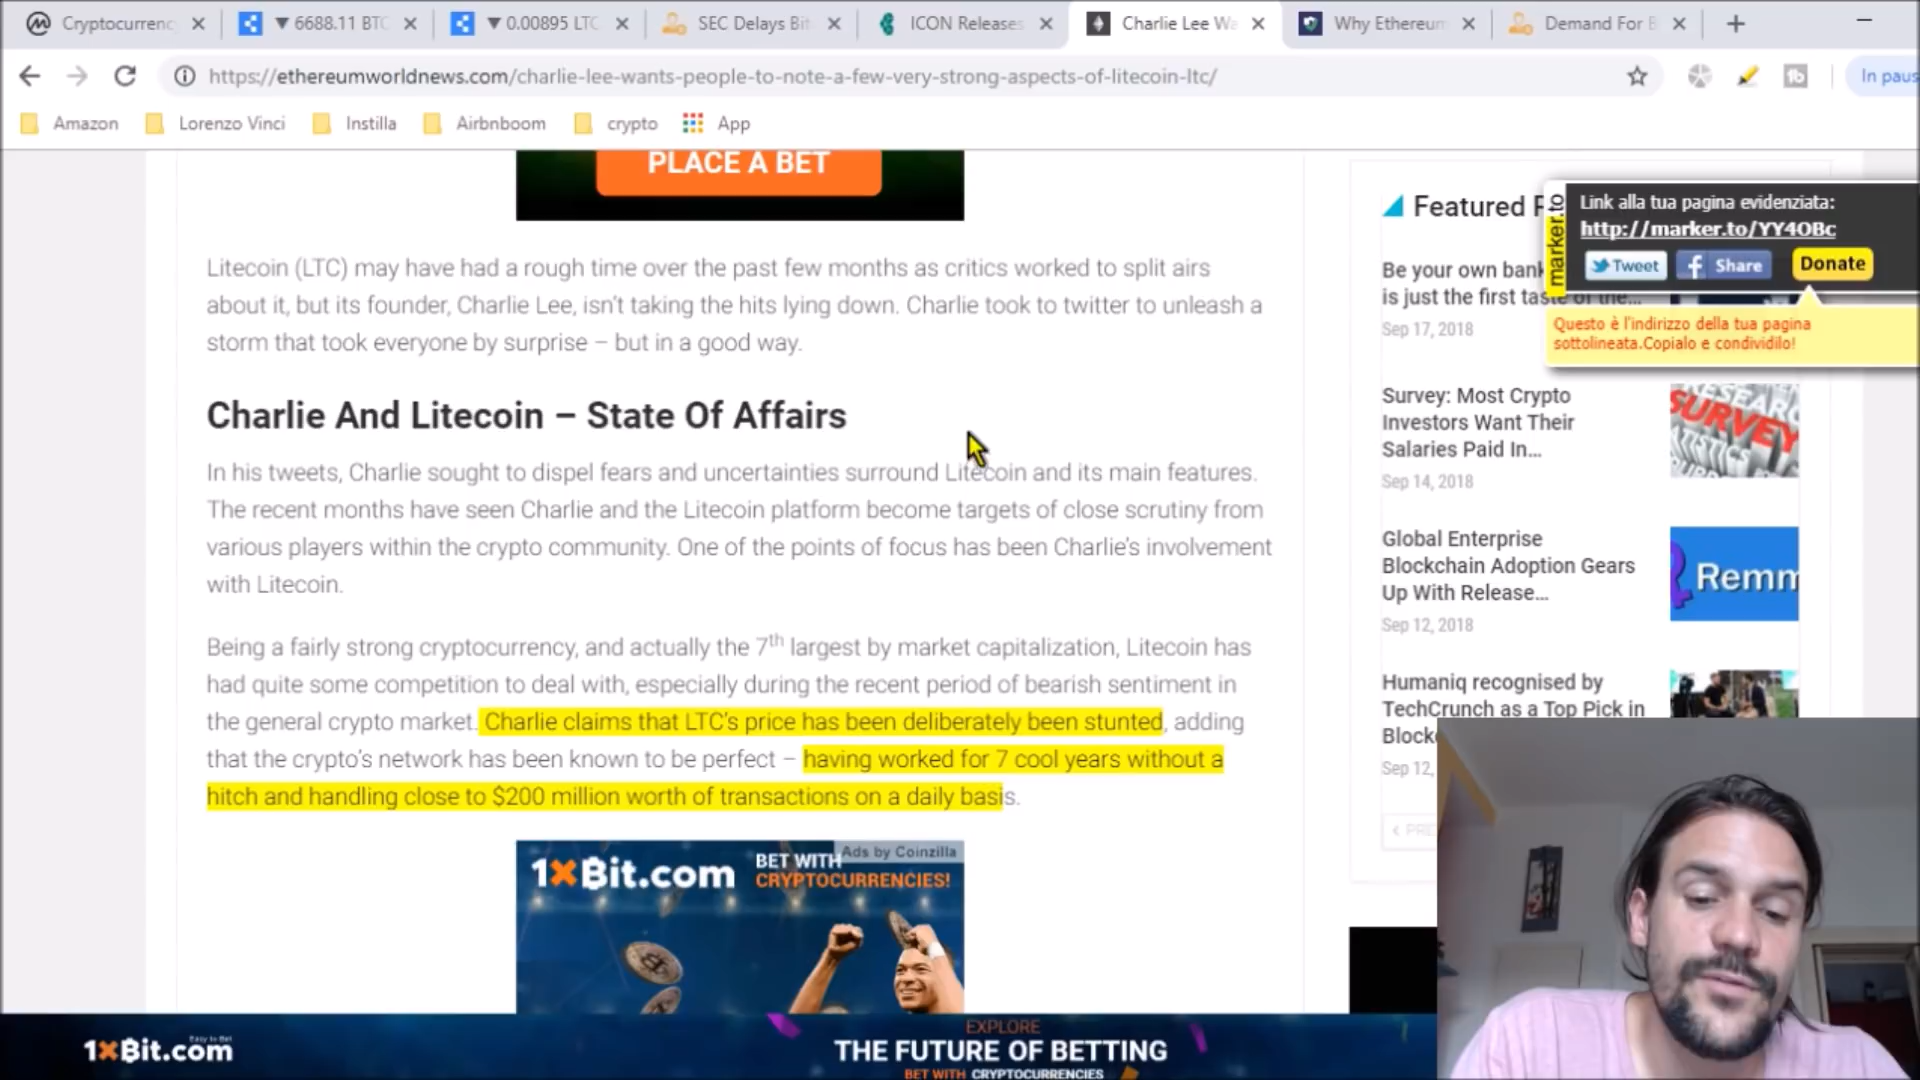 Cryptocurrenc
▼ 6688.11 BTC
▼ 0.00895 LTC
SEC Delays Bit
ICON Releases
Charlie Lee Wa
Why Ethereum
Demand For B
https://ethereumworldnews.com/charlie-lee-wants-people-to-note-a-few-very-strong-aspects-of-litecoin-ltc/
In paus
Amazon
Lorenzo Vinci
Instilla
Airbnboom
crypto
App
PLACE A BET
Litecoin (LTC) may have had a rough time over the past few months as critics worked to split airs
about it, but its founder, Charlie Lee, isn't taking the hits lying down. Charlie took to twitter to unleash a
storm that took everyone by surprise – but in a good way.
Charlie And Litecoin – State Of Affairs
In his tweets, Charlie sought to dispel fears and uncertainties surround Litecoin and its main features.
The recent months have seen Charlie and the Litecoin platform become targets of close scrutiny from
various players within the crypto community. One of the points of focus has been Charlie's involvement
with Litecoin.
Being a fairly strong cryptocurrency, and actually the 7th largest by market capitalization, Litecoin has
had quite some competition to deal with, especially during the recent period of bearish sentiment in
the general crypto market. Charlie claims that LTC's price has been deliberately been stunted, adding
that the crypto's network has been known to be perfect – having worked for 7 cool years without a
hitch and handling close to $200 million worth of transactions on a daily basis.
Ads by Coinzilla
1xBit.com
BET WITH
CRYPTOCURRENCIES!
Featured P
marker.to
Link alla tua pagina evidenziata:
http://marker.to/YY4OBc
Tweet
Share
Donate
Questo è l'indirizzo della tua pagina
sottolineata.Copialo e condividilo!
Be your own bank
is just the first taste of the...
Sep 17, 2018
Survey: Most Crypto
Investors Want Their
Salaries Paid In...
Sep 14, 2018
RESEARC
SURVEY
Global Enterprise
Blockchain Adoption Gears
Up With Release...
Sep 12, 2018
Remm
Humaniq recognised by
TechCrunch as a Top Pick in
Blockc
Sep 12,
PRE
1xBit.com
EXPLORE
THE FUTURE OF BETTING
BET WITH CRYPTOCURRENCIES